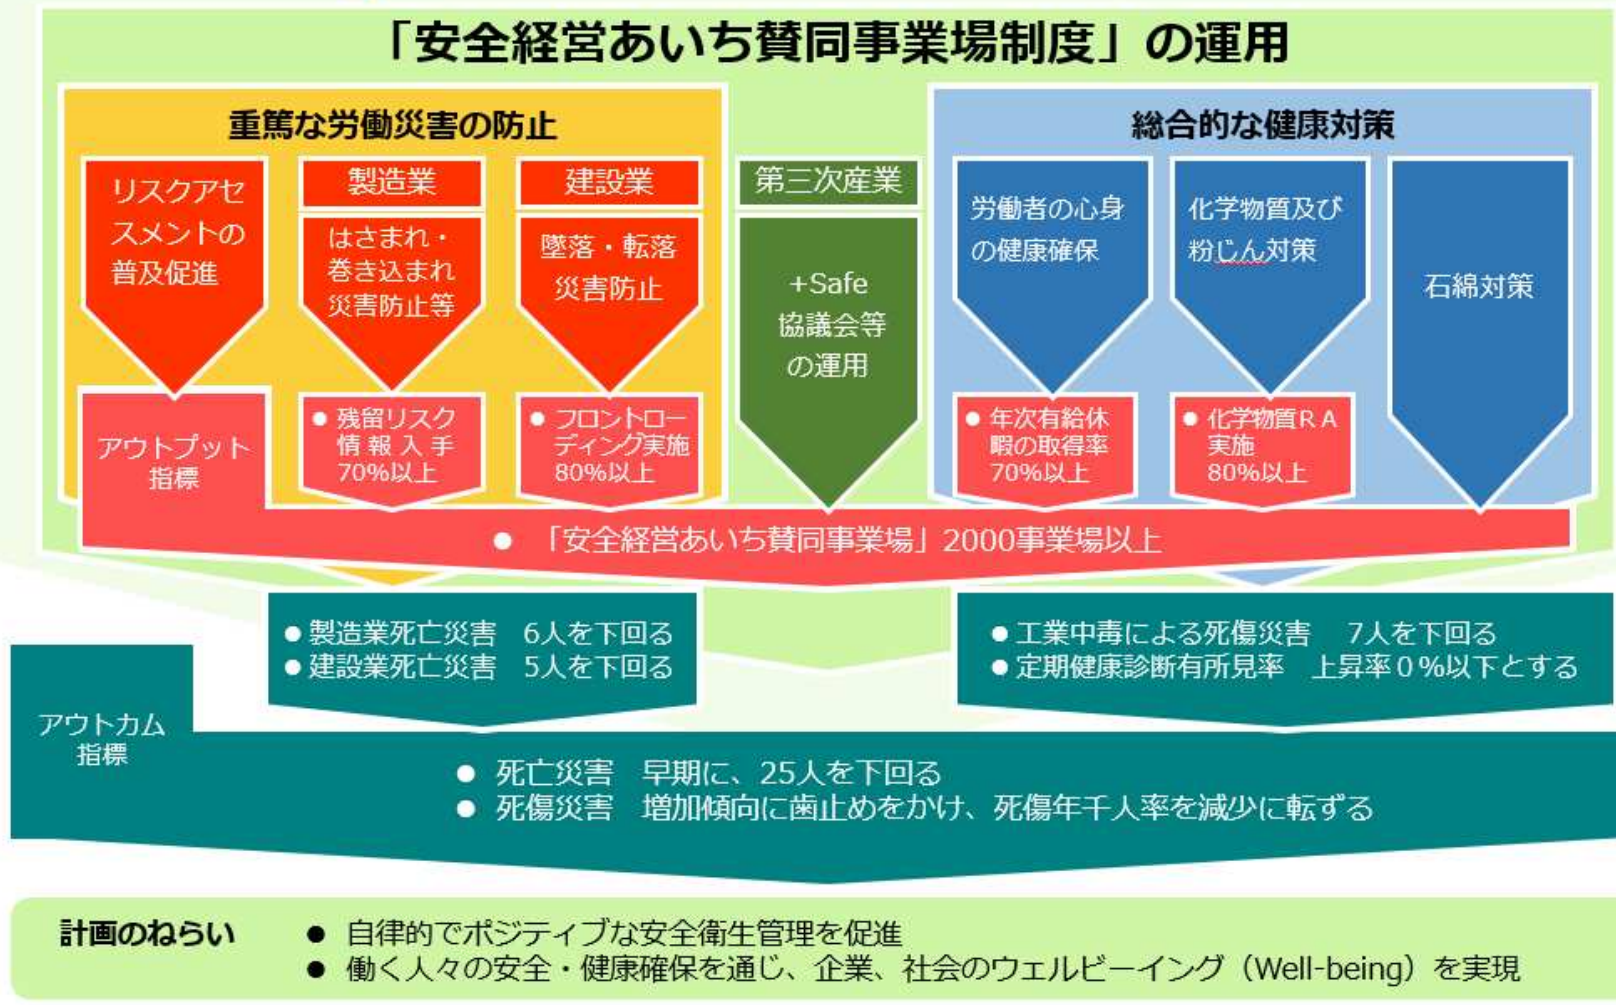 「安全経営あいち賛同事業場制度」の運用
重篤な労働災害の防止
リスクアセ
スメントの
普及促進
製造業
はさまれ・
巻き込まれ
災害防止等
建設業
墜落・転落
災害防止
第三次産業
+Safe
協議会等
の運用
総合的な健康対策
労働者の心身
の健康確保
化学物質及び
粉じん対策
石綿対策
アウトプット
指標
● 残留リスク
情報入手
70%以上
● フロントロー
ディング実施
80%以上
● 年次有給休
暇の取得率
70%以上
● 化学物質RA
実施
80%以上
● 「安全経営あいち賛同事業場」2000事業場以上
● 製造業死亡災害 6人を下回る
● 建設業死亡災害 5人を下回る
● 工業中毒による死傷災害 7人を下回る
● 定期健康診断有所見率 上昇率0%以下とする
アウトカム
指標
● 死亡災害 早期に、25人を下回る
● 死傷災害 増加傾向に歯止めをかけ、死傷年千人率を減少に転ずる
計画のねらい
● 自律的でポジティブな安全衛生管理を促進
● 働く人々の安全・健康確保を通じ、企業、社会のウェルビーイング（Well-being）を実現